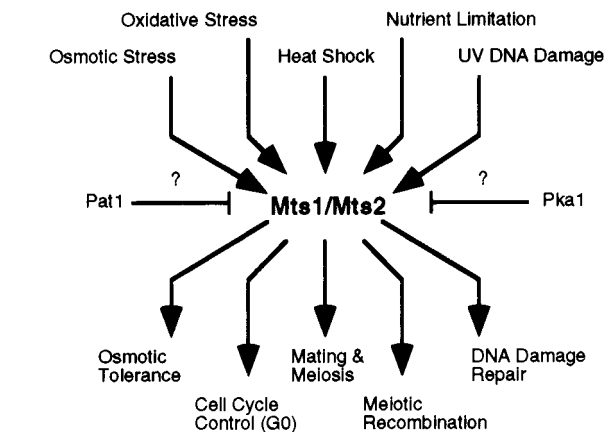 Oxidative Stress
Nutrient Limitation
Osmotic Stress
Heat Shock
UV DNA Damage
?
?
Pat1
Mts1/Mts2
Pka1
Osmotic
Tolerance
Mating &
Meiosis
DNA Damage
Repair
Cell Cycle
Control (G0)
Meiotic
Recombination